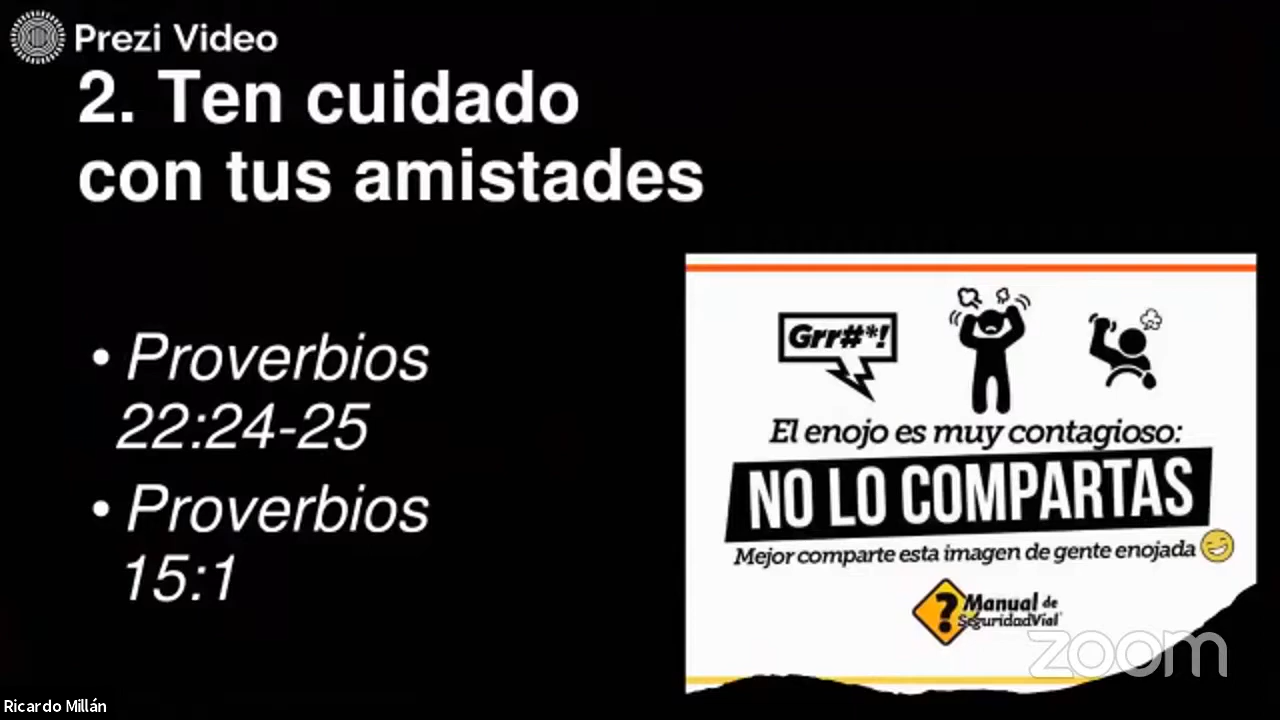 Prezi Video
2. Ten cuidado
con tus amistades
• Proverbios
22:24-25
• Proverbios
15:1
Grr#*!
El enojo es muy contagioso:
NO LO COMPARTAS
Mejor comparte esta imagen de gente enojada
?
Manual de
SeguridadVial
zoom
Ricardo Millán